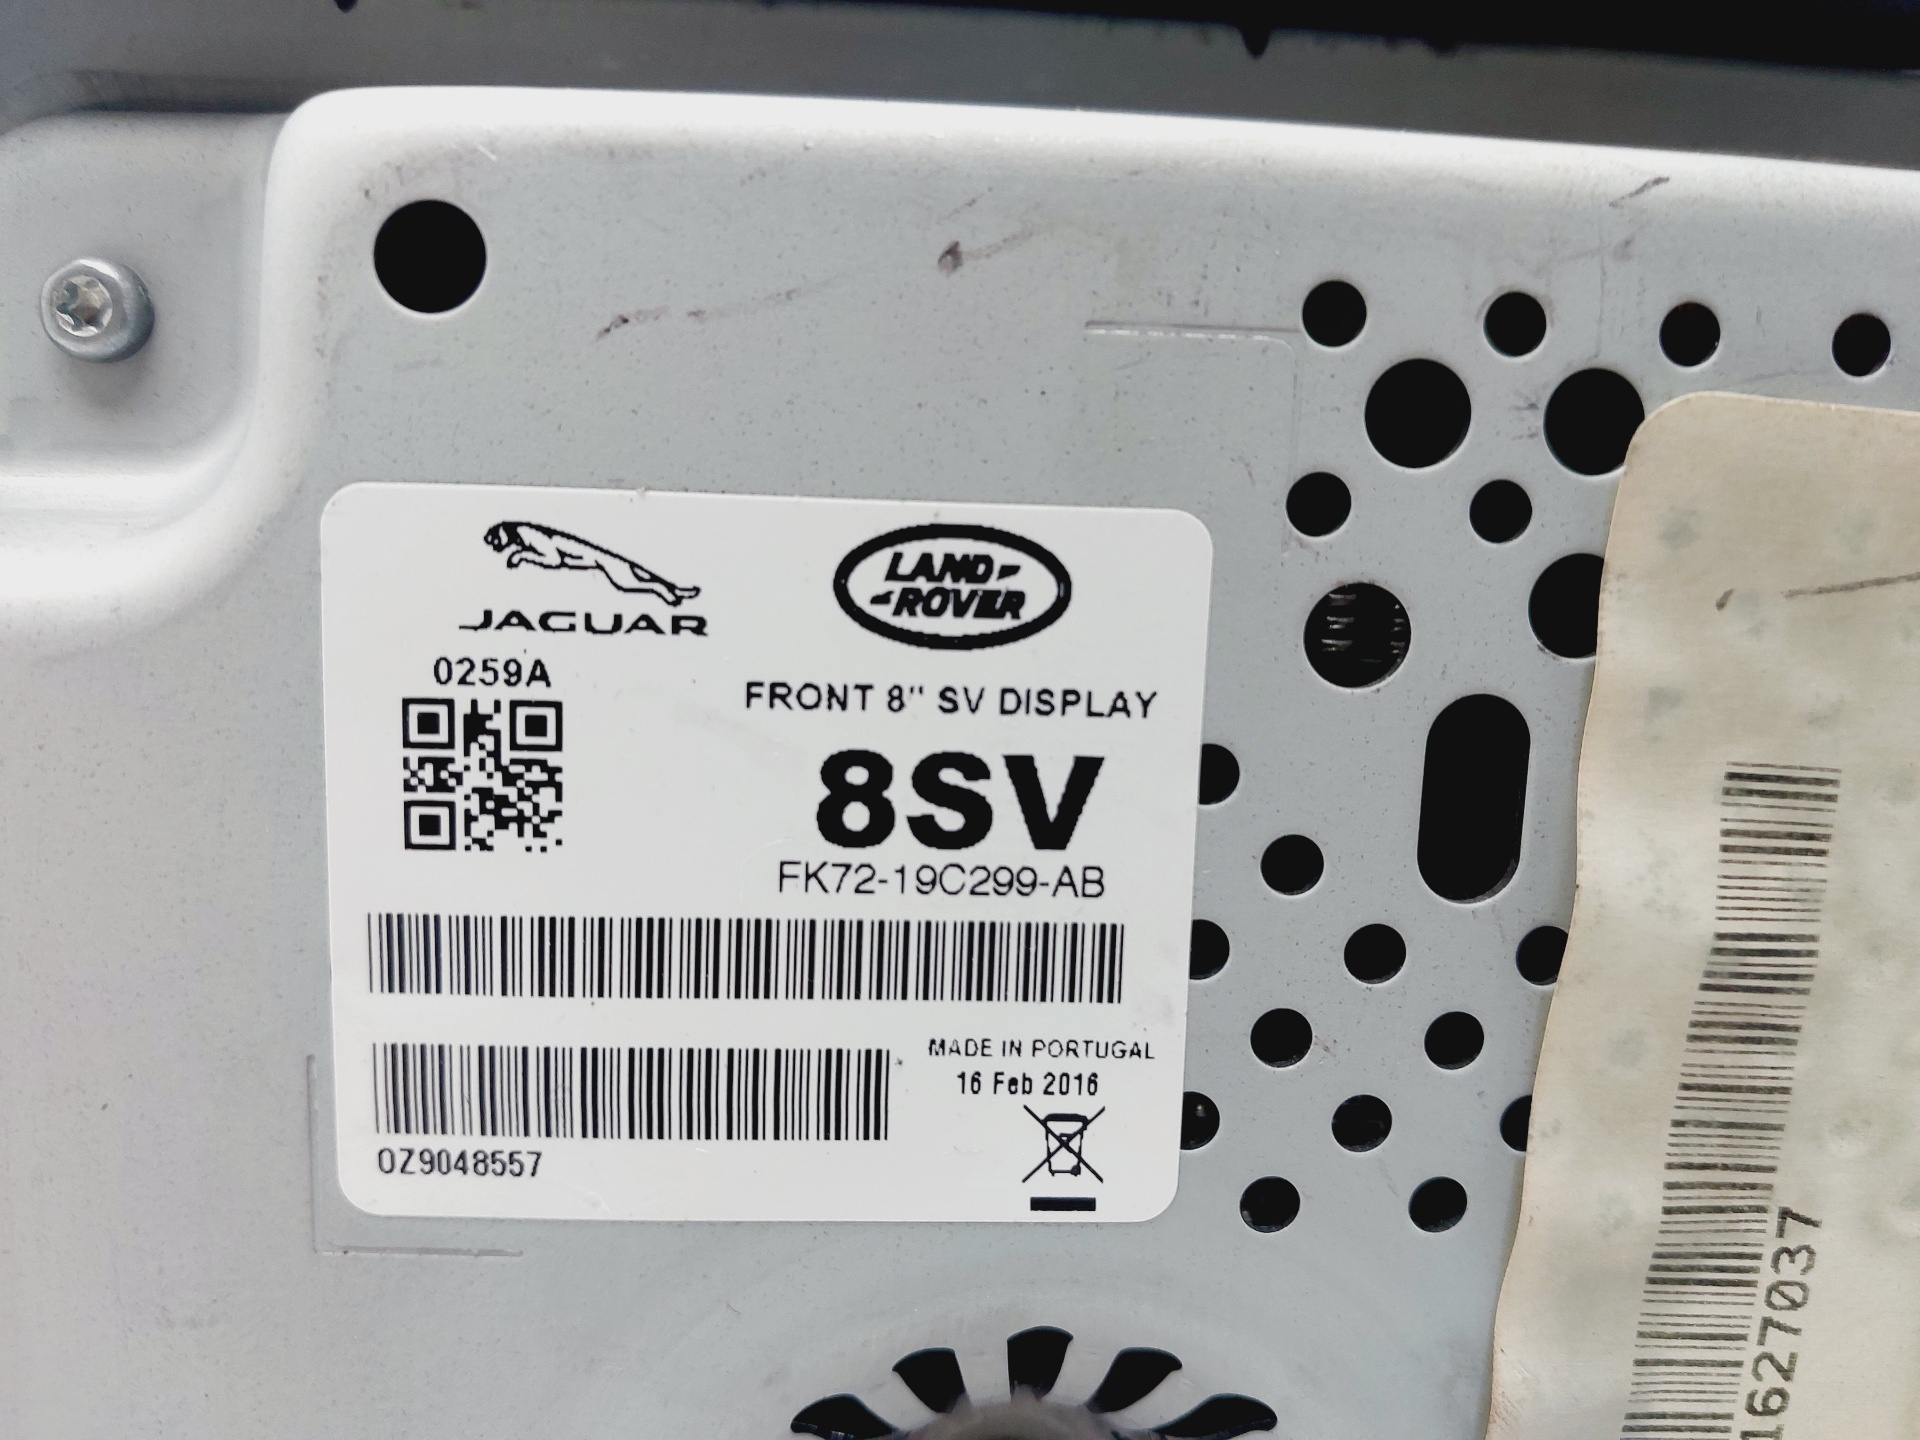 JAGUAR
LAND
ROVER
0259A
FRONT 8" SV DISPLAY
8SV
FK72-19C299-AB
MADE IN PORTUGAL
16 Feb 2016
0Z9048557
1627037